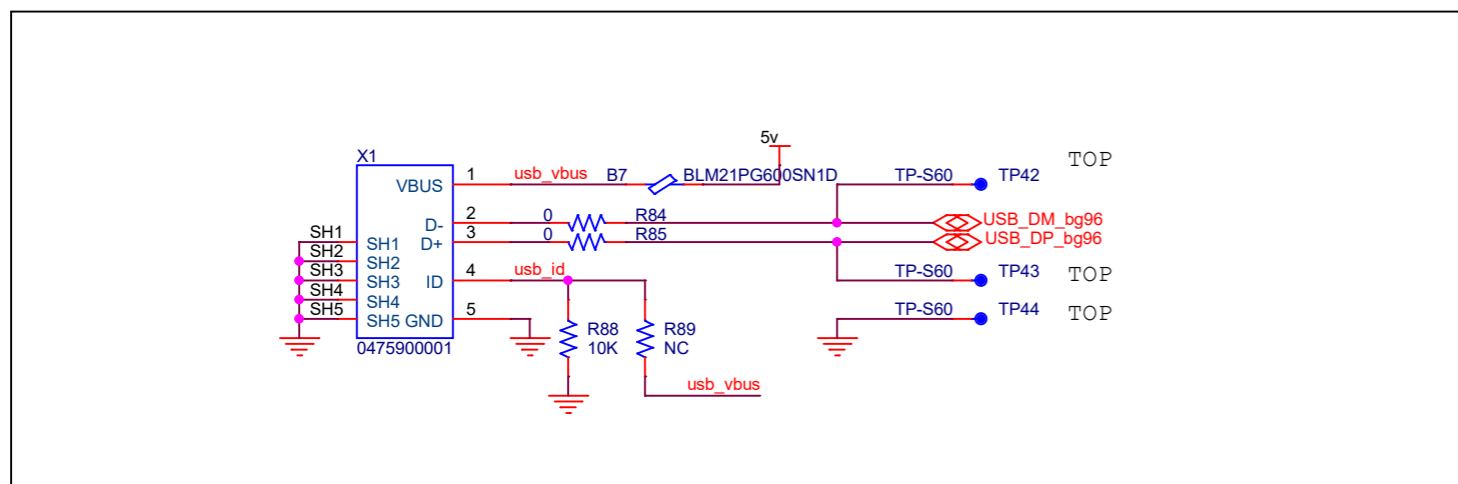 5v
X1
TOP
1
usb_vbus
B7
BLM21PG600SN1D
TP-S60
TP42
VBUS
2
0
R84
USB_DM_bg96
D-
SH1
3
0
R85
USB_DP_bg96
SH1
D+
SH2
SH2
SH3
4
usb_id
TP-S60
TP43
TOP
SH3
ID
SH4
SH4
SH5
5
TP-S60
TP44
TOP
SH5
GND
R88
R89
0475900001
10K
NC
usb_vbus